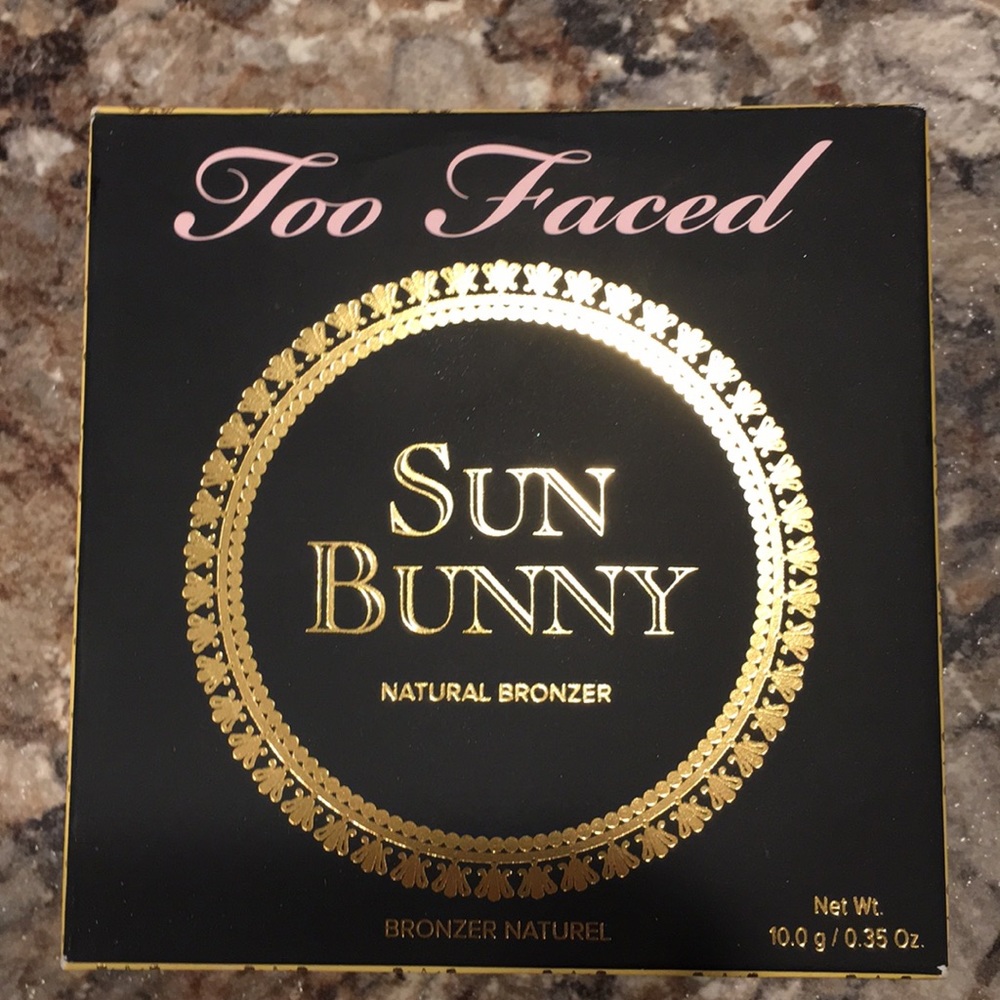 Too Faced
SUN
BUNNY
NATURAL BRONZER
BRONZER NATUREL
Net Wt.
10.0 g / 0.35 Oz.